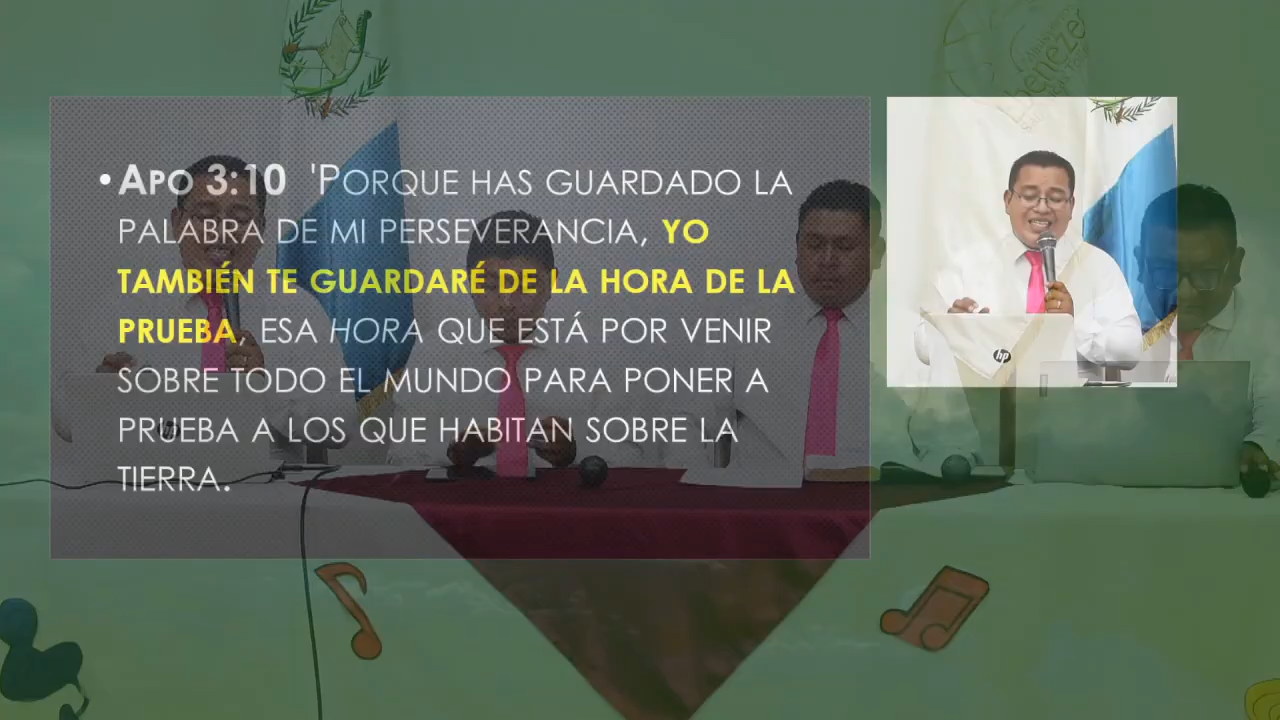 • Apo 3:10 'Porque has guardado la
palabra de mi perseverancia, yo
también te guardaré de la hora de la
prueba, esa hora que está por venir
sobre todo el mundo para poner a
prueba a los que habitan sobre la
tierra.
hp